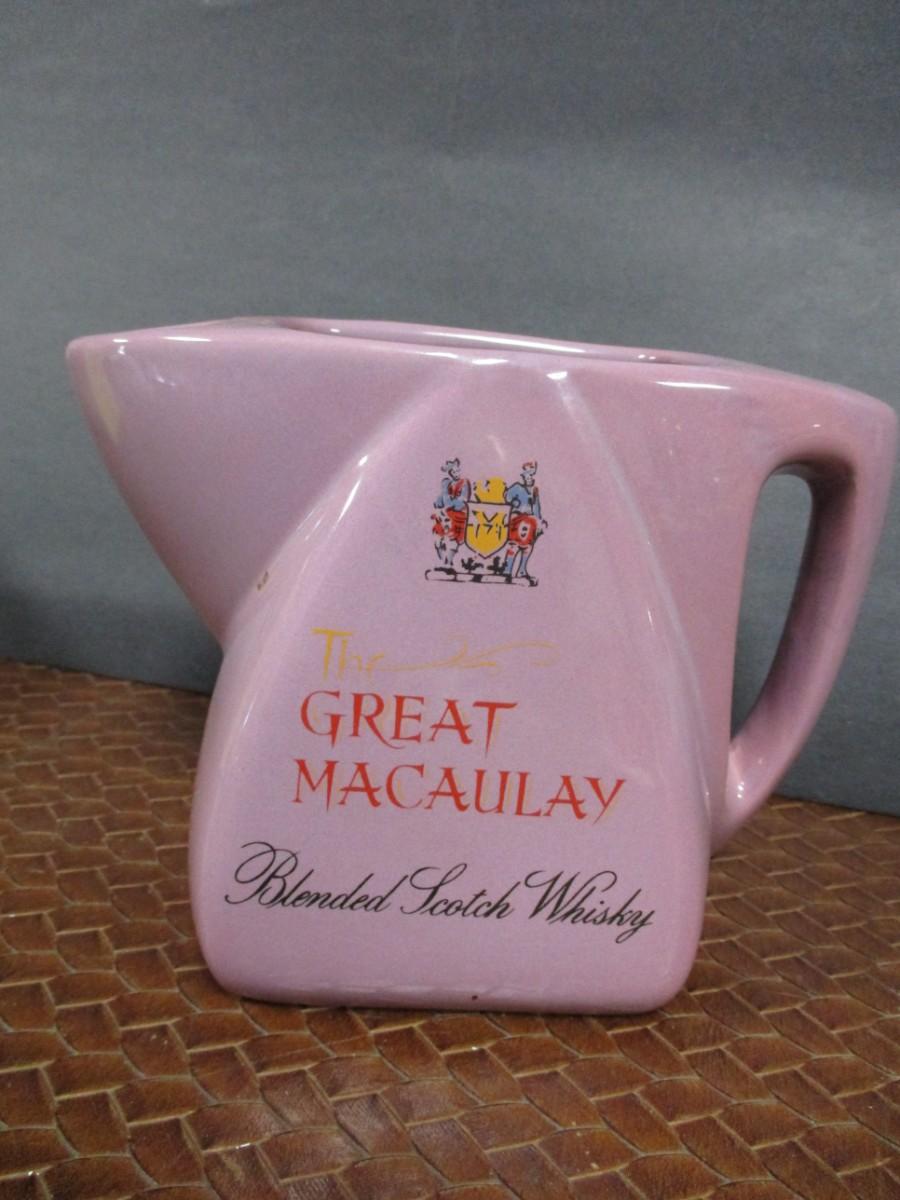 The
GREAT
MACAULAY
Blended Scotch Whisky